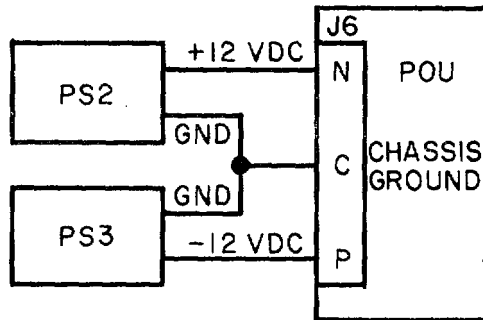 J6
+12 VDC
PS2
N
POU
GND
C
CHASSIS
GROUND
GND
PS3
-12 VDC
P